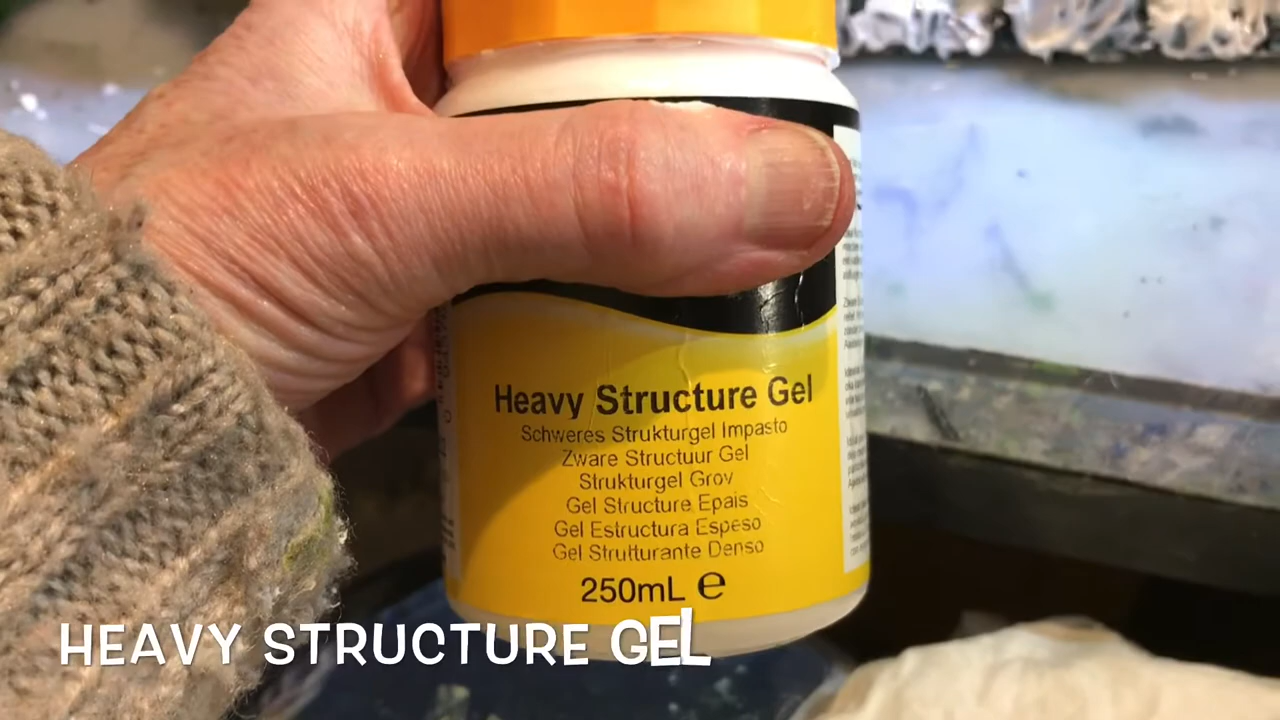 Heavy Structure Gel
Schweres Strukturgel Impasto
Zware Structuur Gel
Strukturgel Grov
Gel Structure Epais
Gel Estructura Espeso
Gel Strutturante Denso
250mL e
HEAVY STRUCTURE GEL